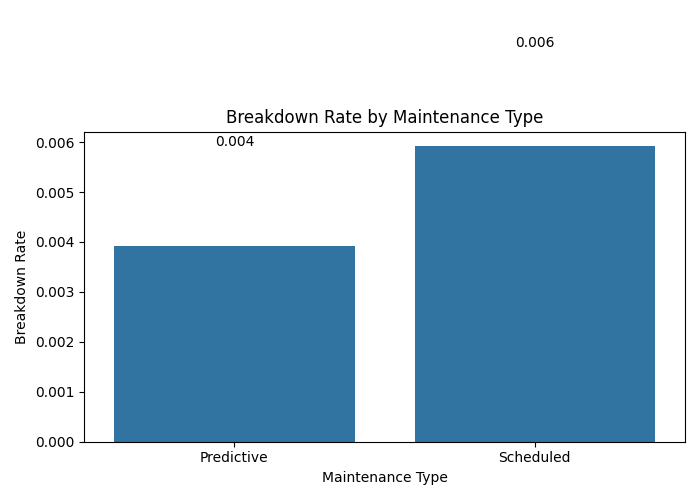 0.006
Breakdown Rate by Maintenance Type
0.006
0.004
0.005
0.004
0.003
0.002
0.001
0.000
Breakdown Rate
Predictive
Scheduled
Maintenance Type